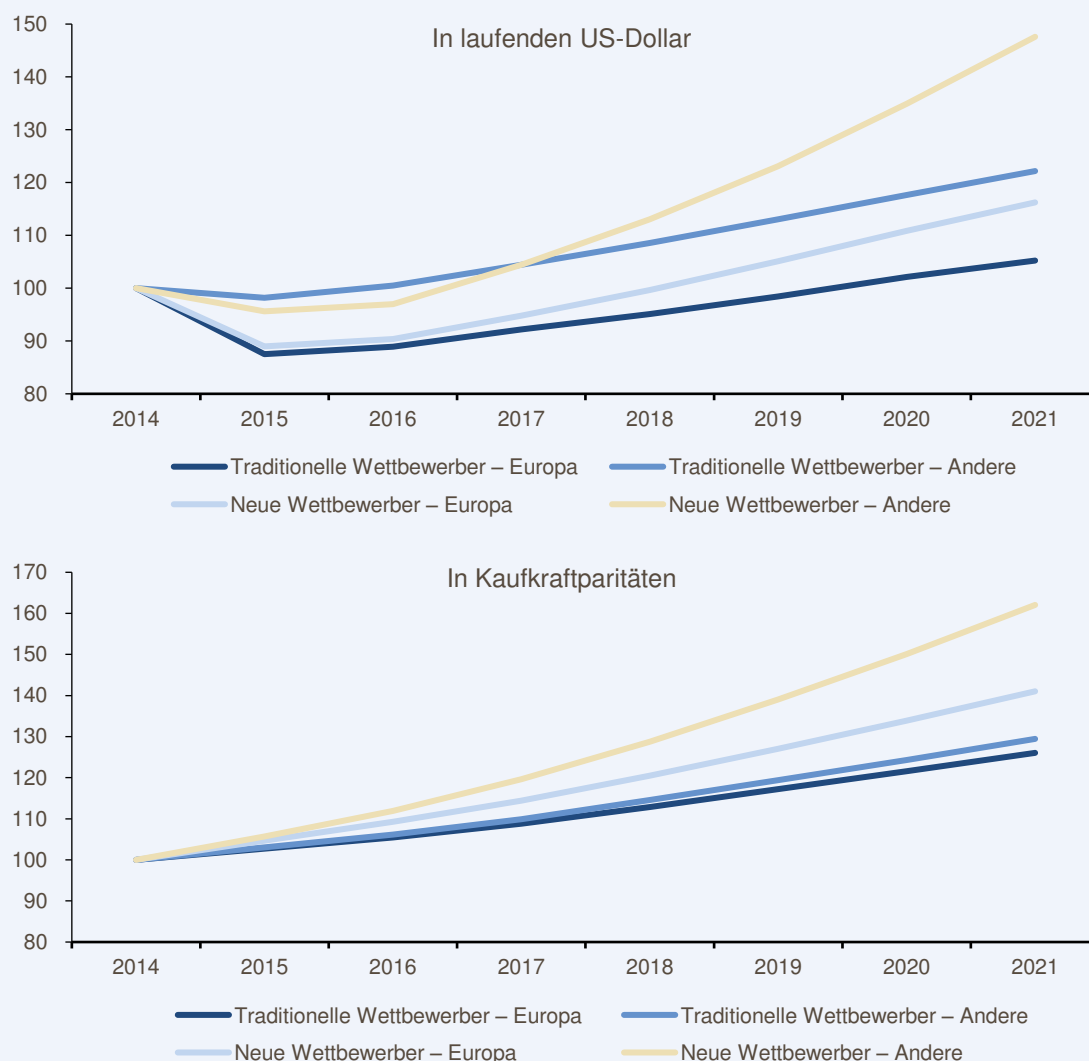 In laufenden US-Dollar
150
140
130
120
110
100
90
80
2014 2015 2016 2017 2018 2019 2020 2021
Traditionelle Wettbewerber – Europa Traditionelle Wettbewerber – Andere
Neue Wettbewerber – Europa Neue Wettbewerber – Andere
In Kaufkraftparitäten
170
160
150
140
130
120
110
100
90
80
2014 2015 2016 2017 2018 2019 2020 2021
Traditionelle Wettbewerber – Europa Traditionelle Wettbewerber – Andere
Neue Wettbewerber – Europa Neue Wettbewerber – Andere